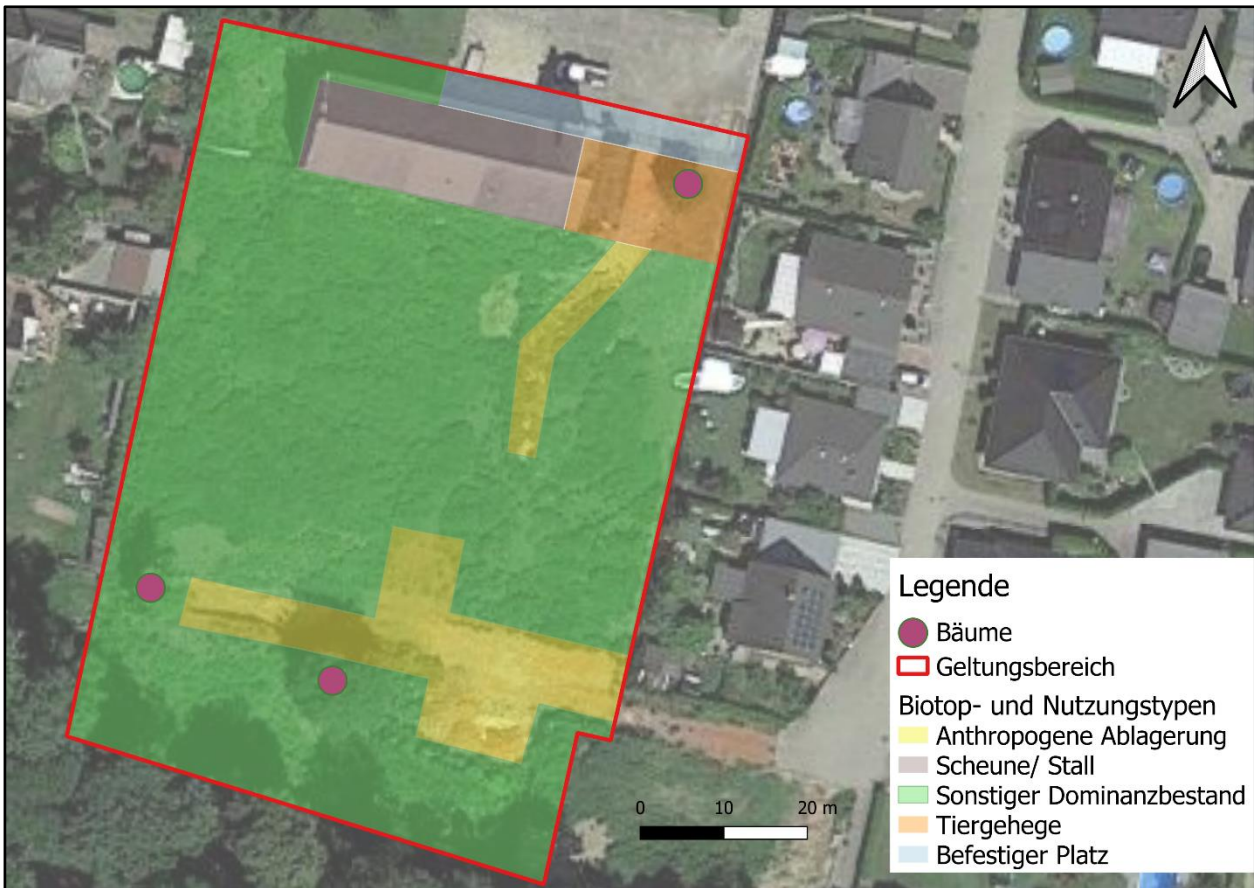 Legende
Bäume
Geltungsbereich
Biotop- und Nutzungstypen
Anthropogene Ablagerung
Scheune/ Stall
Sonstiger Dominanzbestand
Tiergehege
Befestiger Platz
0 10 20 m